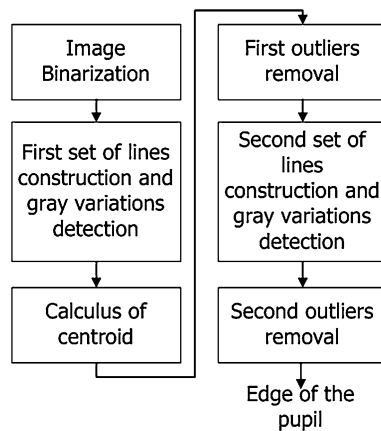 Image
Binarization
First set of lines
construction and
gray variations
detection
Calculus of
centroid
First outliers
removal
Second set of
lines
construction and
gray variations
detection
Second outliers
removal
Edge of the
pupil